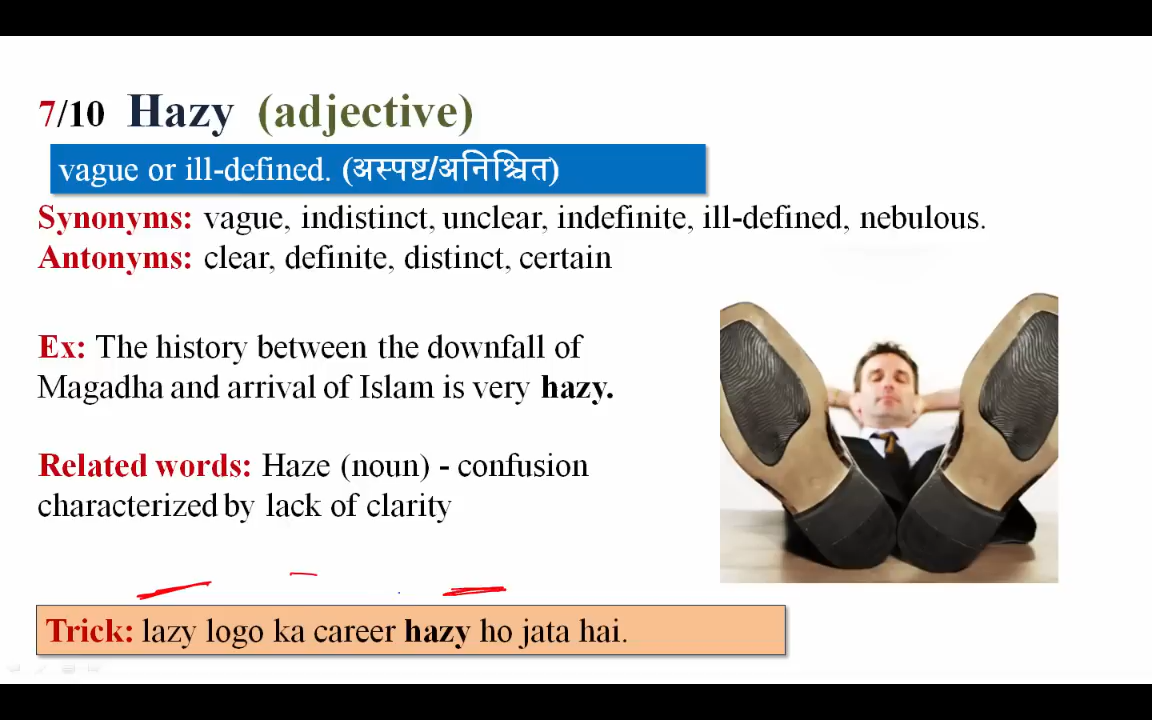 7/10 Hazy (adjective)
vague or ill-defined. (अस्पष्ट/अनिश्चित)
Synonyms: vague, indistinct, unclear, indefinite, ill-defined, nebulous.
Antonyms: clear, definite, distinct, certain
Ex: The history between the downfall of
Magadha and arrival of Islam is very hazy.
Related words: Haze (noun) - confusion
characterized by lack of clarity
Trick: lazy logo ka career hazy ho jata hai.